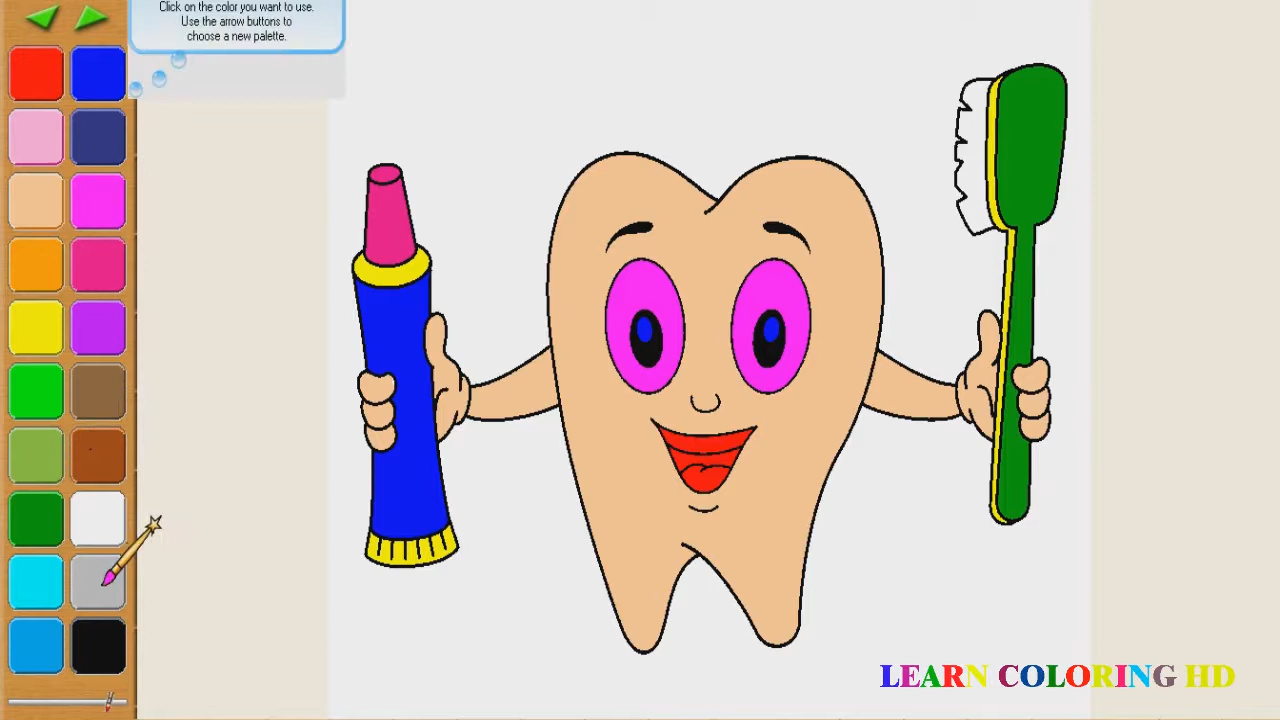 Click on the color you want to use.
Use the arrow buttons to
choose a new palette.
LEARN COLORING HD